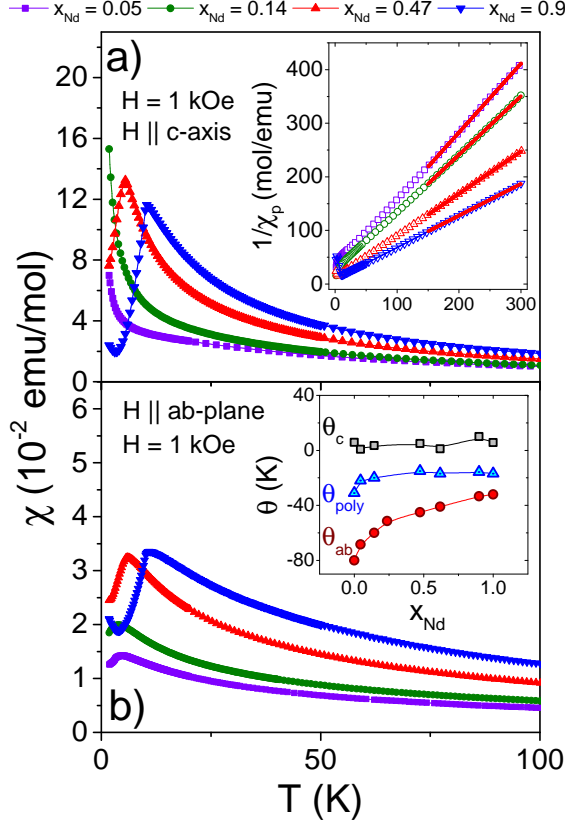 x_Nd = 0.05 x_Nd = 0.14 x_Nd = 0.47 x_Nd = 0.9
a)
H = 1 kOe
H || c-axis
20
16
12
8
4
0
1/χ_p (mol/emu)
400
300
200
100
0
0 100 200 300
χ (10⁻² emu/mol)
b)
H || ab-plane
H = 1 kOe
6
5
4
3
2
1
0
θ (K)
40
0
-40
-80
θ_c
θ_poly
θ_ab
0.0 0.5 1.0
x_Nd
0 50 100
T (K)